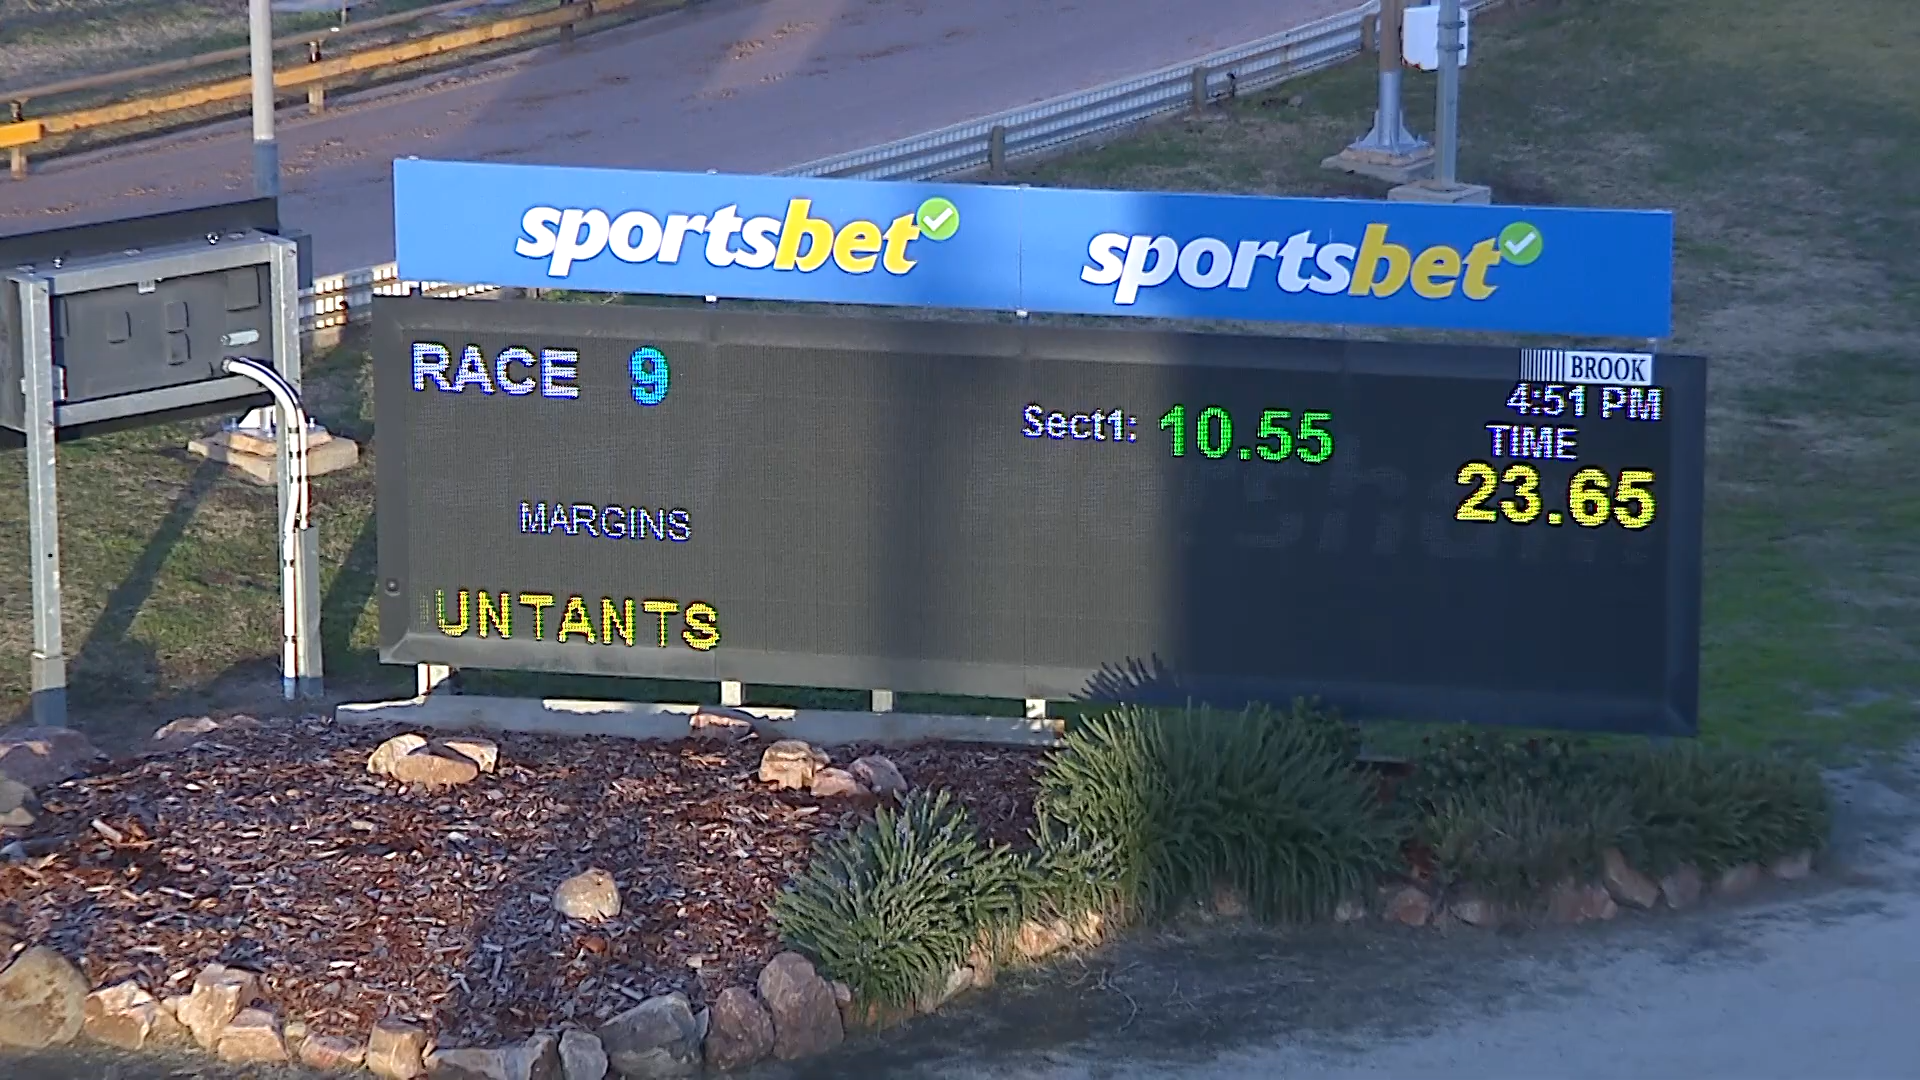 sportsbet sportsbet
RACE 9
BROOK
4:51 PM
Sect1: 10.55
TIME
23.65
MARGINS
UNTANTS